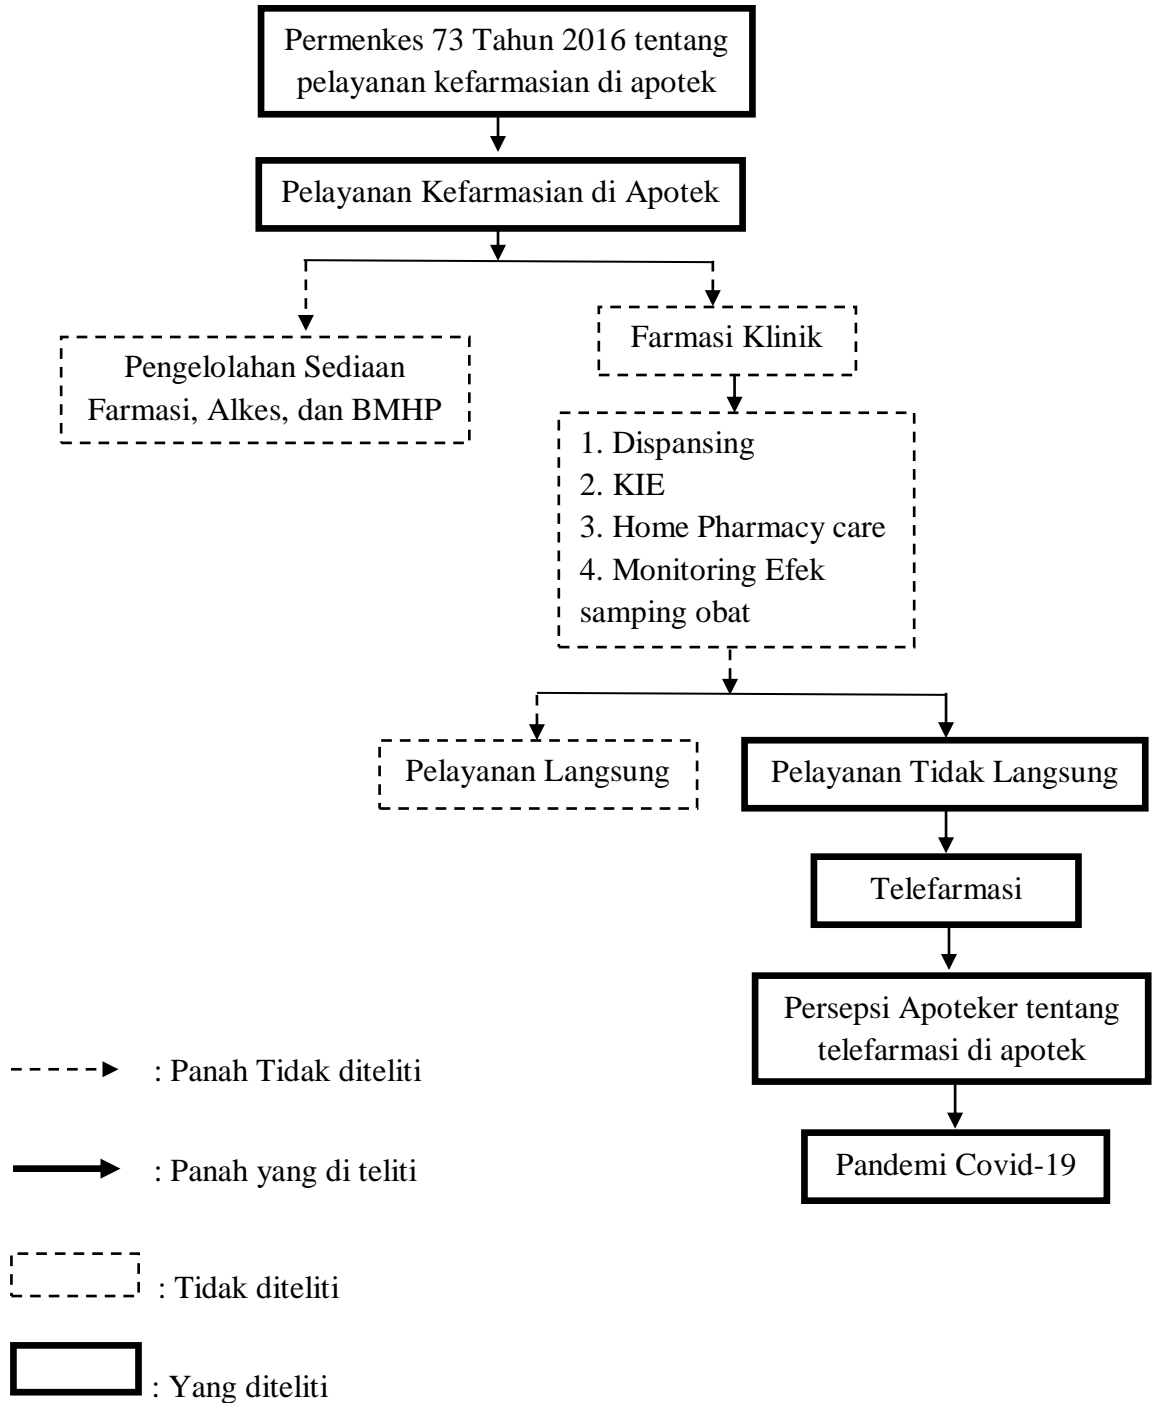 Permenkes 73 Tahun 2016 tentang
pelayanan kefarmasian di apotek
Pelayanan Kefarmasian di Apotek
Farmasi Klinik
Pengelolahan Sediaan
Farmasi, Alkes, dan BMHP
1. Dispansing
2. KIE
3. Home Pharmacy care
4. Monitoring Efek
samping obat
Pelayanan Langsung
Pelayanan Tidak Langsung
Telefarmasi
Persepsi Apoteker tentang
telefarmasi di apotek
Pandemi Covid-19
: Panah Tidak diteliti
: Panah yang di teliti
: Tidak diteliti
: Yang diteliti